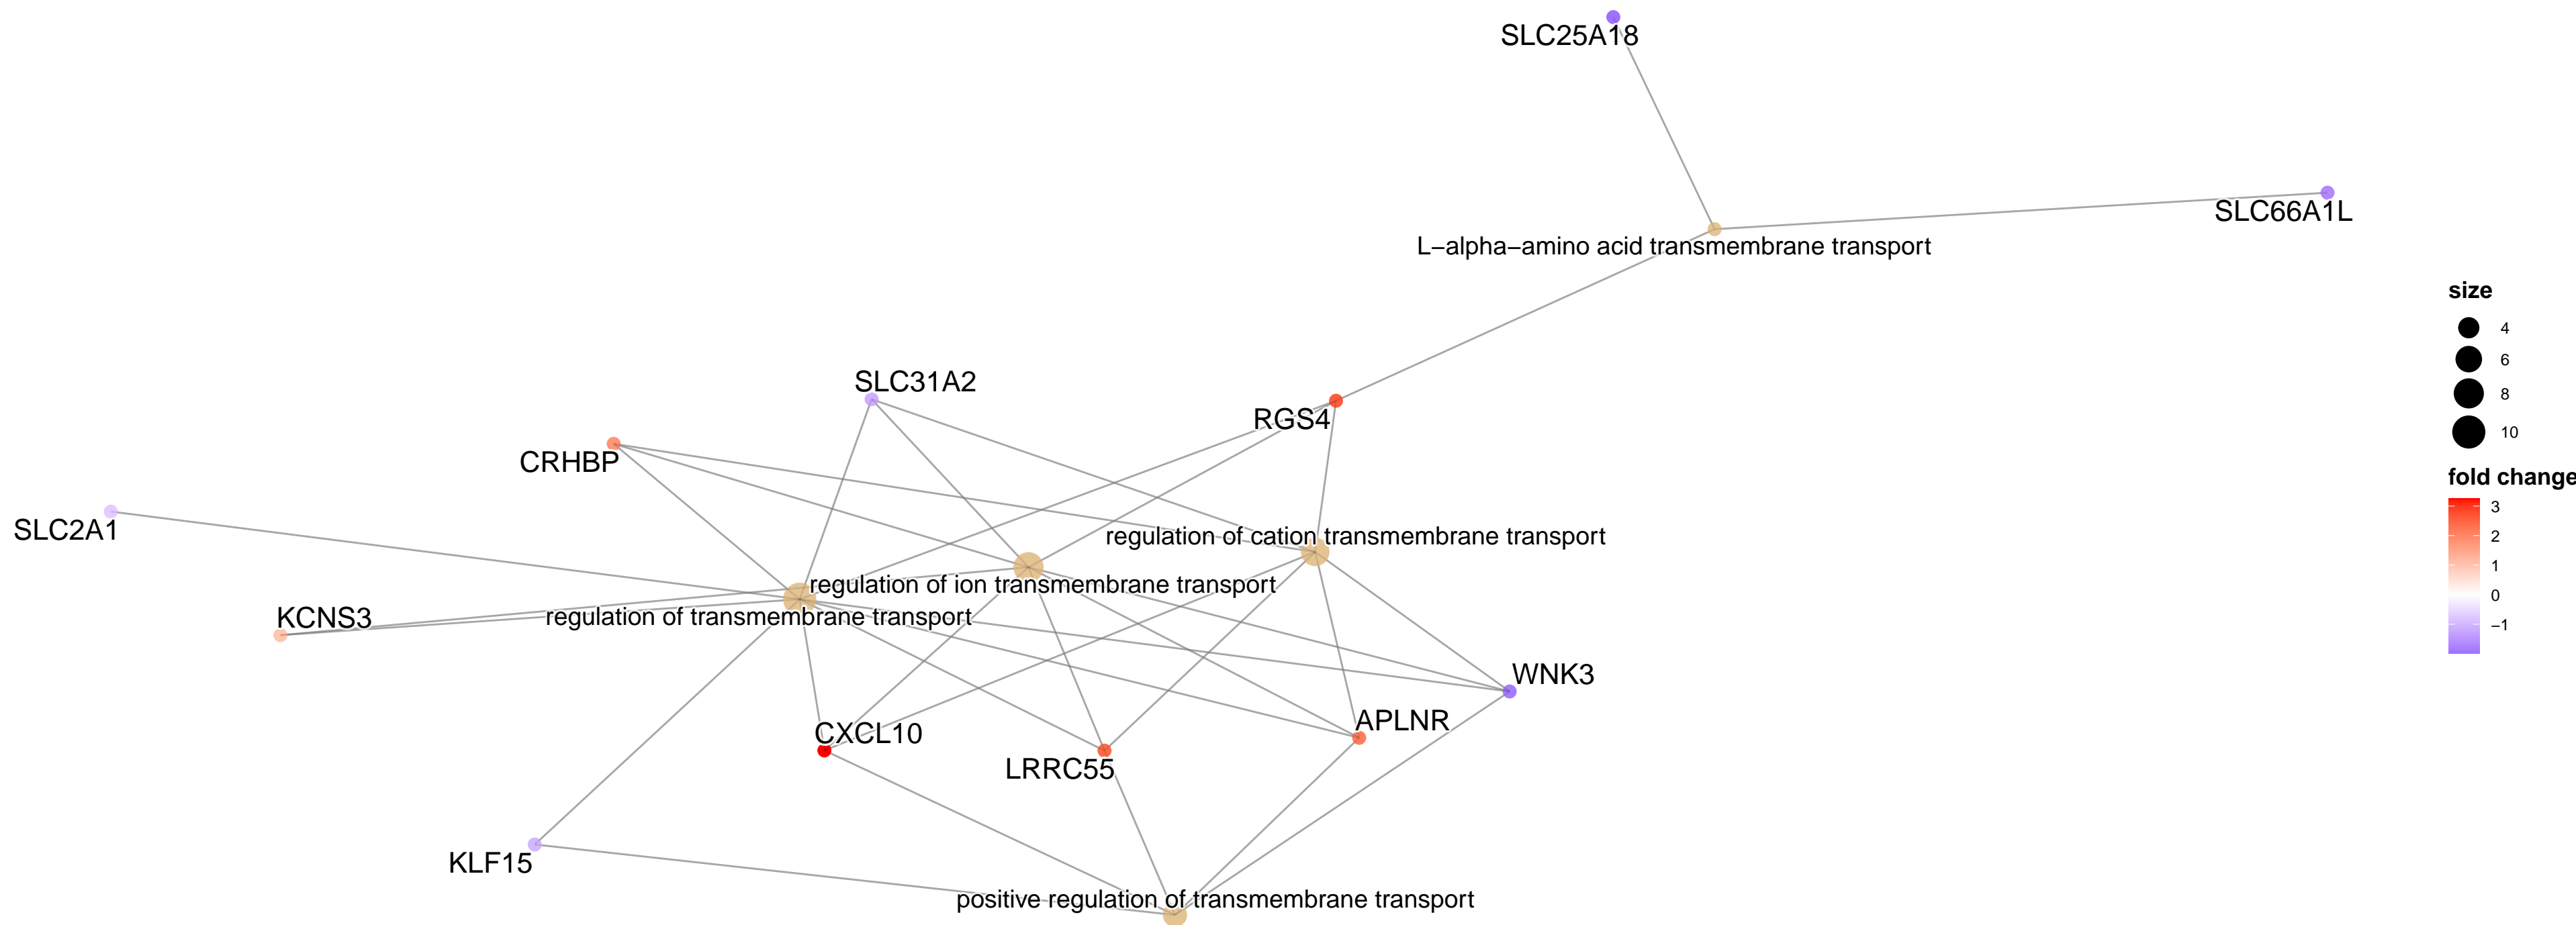 SLC25A18
SLC66A1L
L−alpha−amino acid transmembrane transport
size
4
6
8
10
SLC31A2
RGS4
CRHBP
fold change
3
2
1
0
−1
SLC2A1
regulation of cation transmembrane transport
regulation of ion transmembrane transport
KCNS3
regulation of transmembrane transport
WNK3
APLNR
CXCL10
LRRC55
KLF15
positive regulation of transmembrane transport